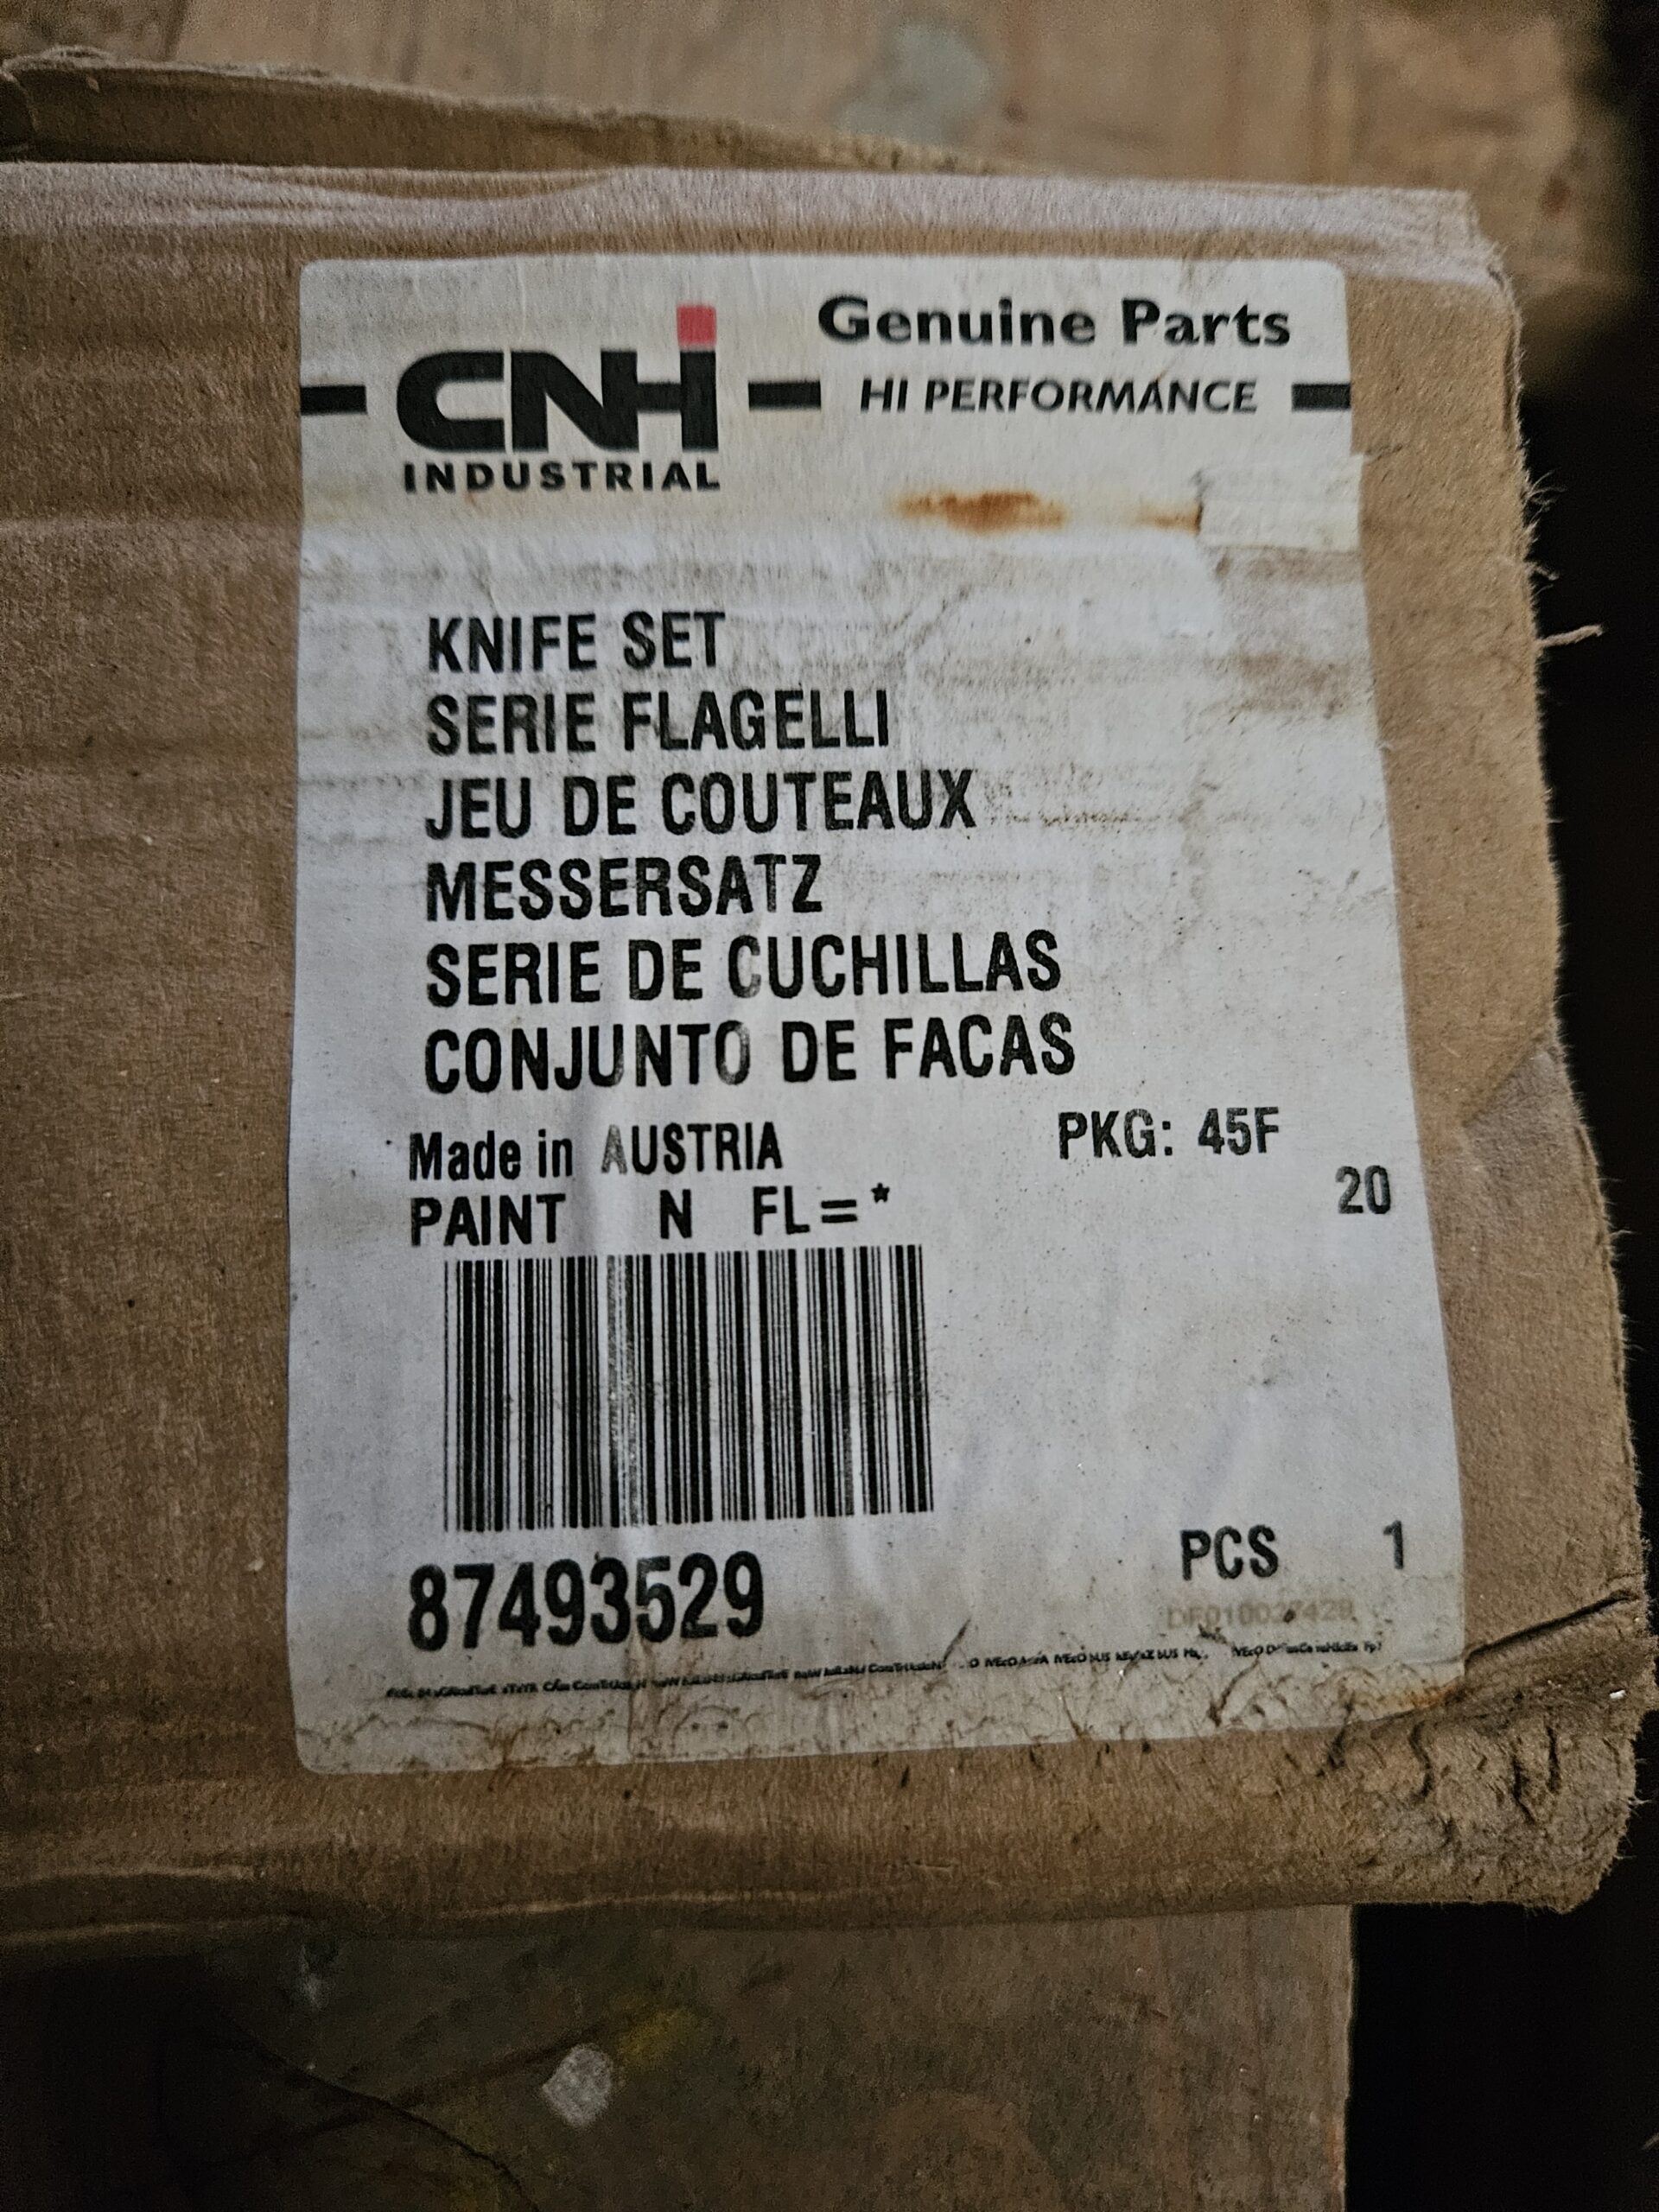 CNH
INDUSTRIAL
Genuine Parts
HI PERFORMANCE
KNIFE SET
SERIE FLAGELLI
JEU DE COUTEAUX
MESSERSATZ
SERIE DE CUCHILLAS
CONJUNTO DE FACAS
Made in AUSTRIA
PKG: 45F
20
PAINT N FL=*
87493529
PCS 1